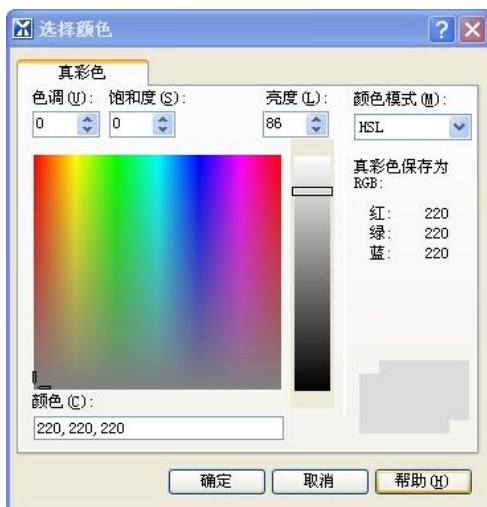 选择颜色
真彩色
色调(U): 饱和度(S): 亮度(L): 颜色模式(M):
0 0 86 HSL
真彩色保存为
RGB:
红: 220
绿: 220
蓝: 220
颜色(C):
220, 220, 220
确定 取消 帮助(H)